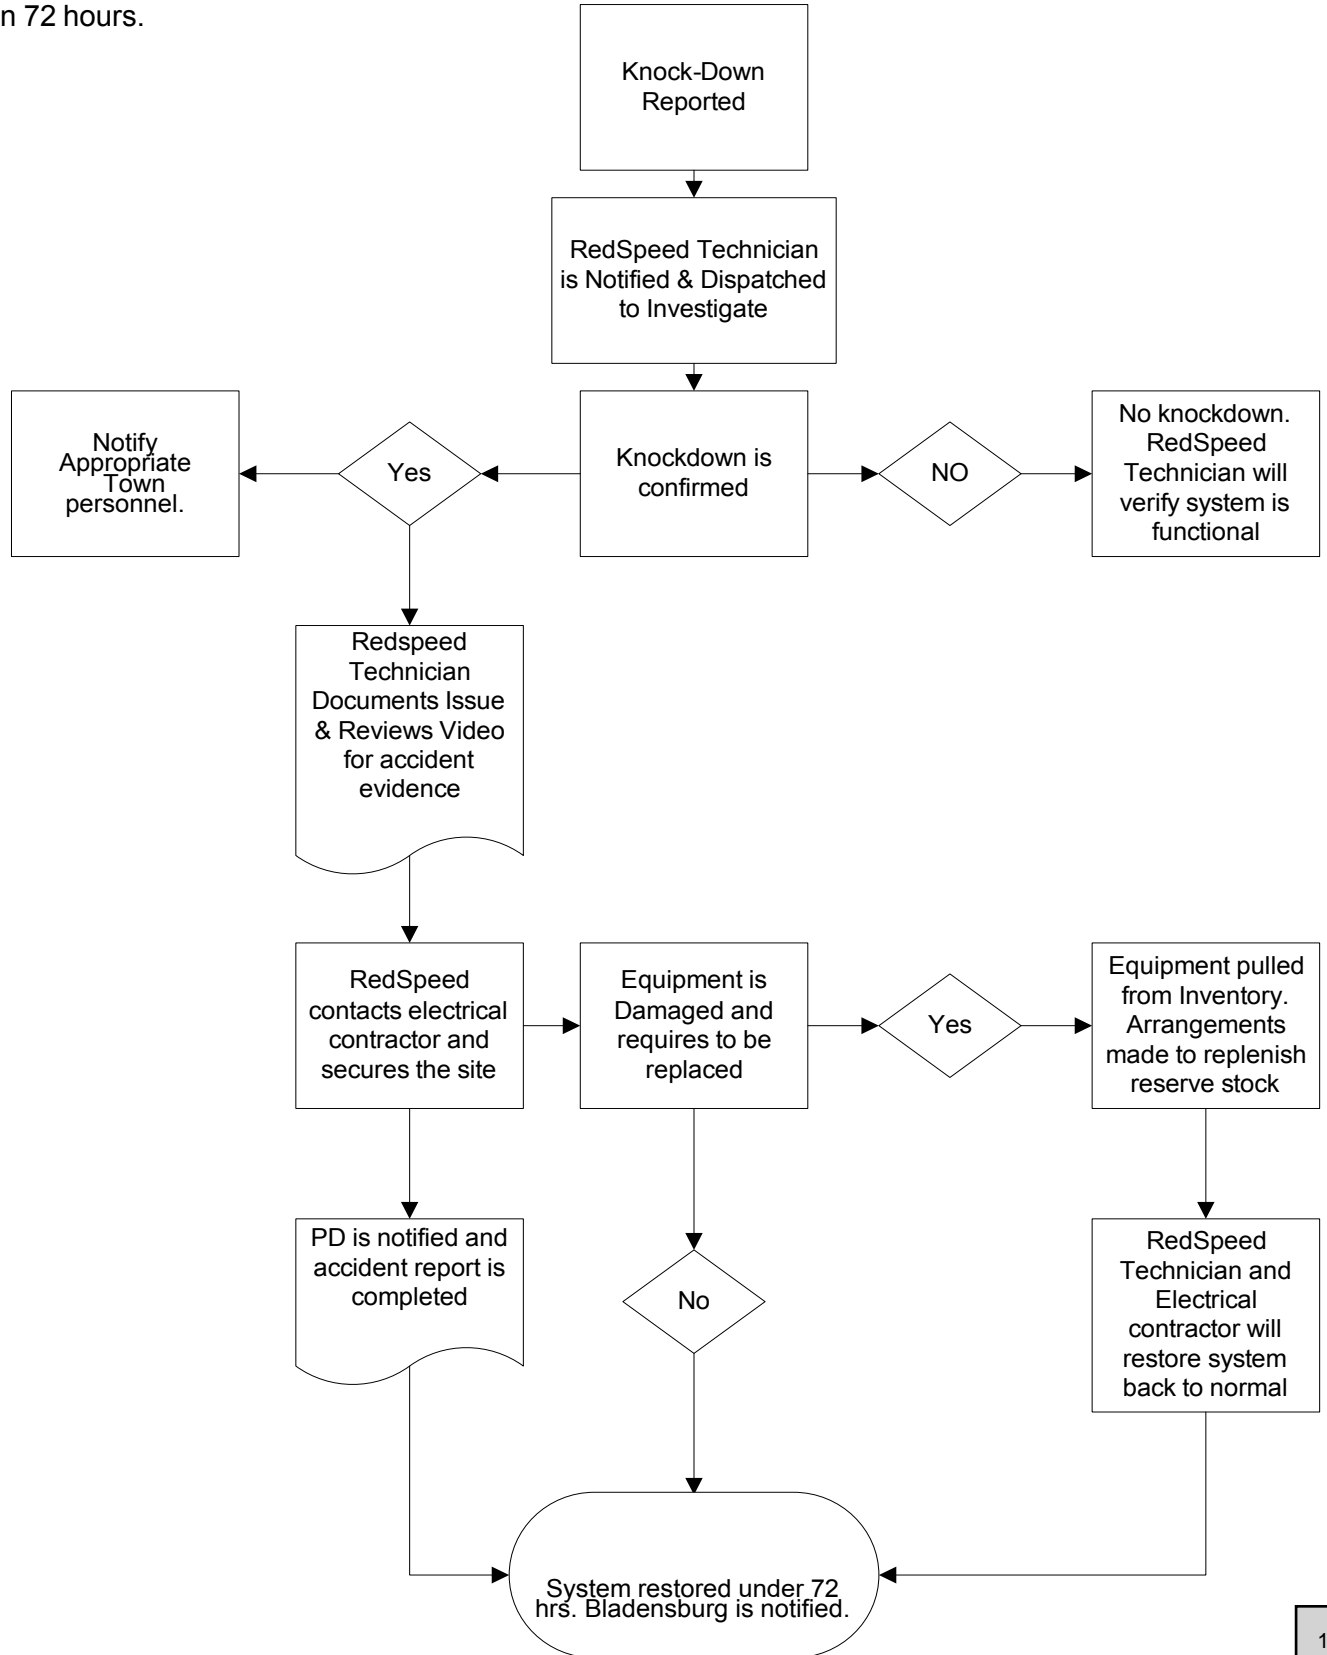 n 72 hours.
Knock-Down
Reported
RedSpeed Technician
is Notified & Dispatched
to Investigate
Notify
Appropriate
Town
personnel.
Yes
Knockdown is
confirmed
NO
No knockdown.
RedSpeed
Technician will
verify system is
functional
Redspeed
Technician
Documents Issue
& Reviews Video
for accident
evidence
RedSpeed
contacts electrical
contractor and
secures the site
Equipment is
Damaged and
requires to be
replaced
Yes
Equipment pulled
from Inventory.
Arrangements
made to replenish
reserve stock
PD is notified and
accident report is
completed
No
RedSpeed
Technician and
Electrical
contractor will
restore system
back to normal
System restored under 72
hrs. Bladensburg is notified.
1